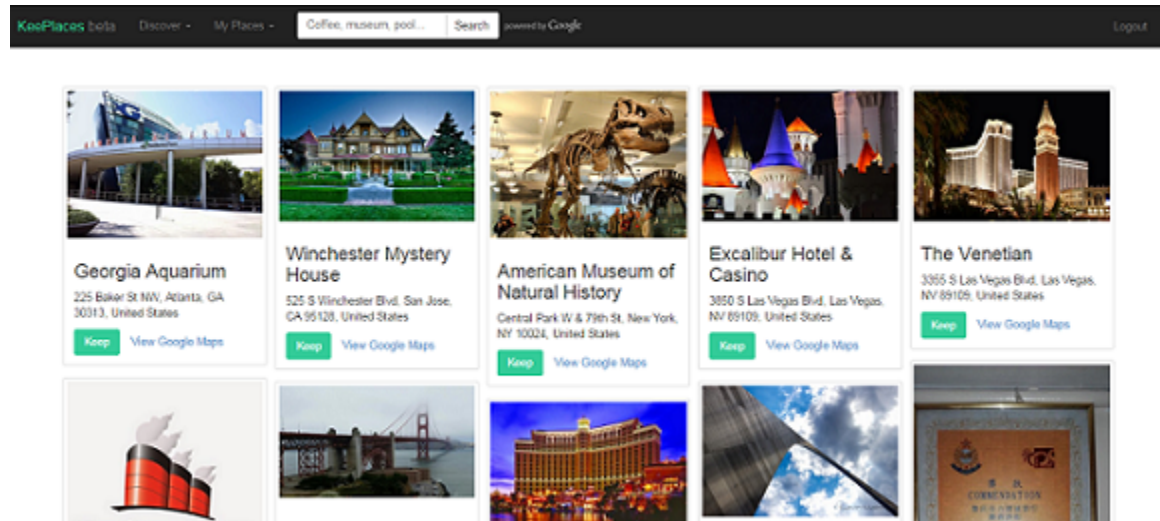 KeePlaces beta
Discover
My Places
Coffee, museum, pool...
Search
powered by Google
Logout
Georgia Aquarium
225 Baker St NW, Atlanta, GA
30313, United States
Keep
View Google Maps
Winchester Mystery
House
525 S Winchester Blvd, San Jose,
CA 95128, United States
Keep
View Google Maps
American Museum of
Natural History
Central Park W & 79th St, New York,
NY 10024, United States
Keep
View Google Maps
Excalibur Hotel &
Casino
3850 S Las Vegas Blvd, Las Vegas,
NV 89109, United States
Keep
View Google Maps
The Venetian
3355 S Las Vegas Blvd, Las Vegas,
NV 89109, United States
Keep
View Google Maps
COMMENDATION